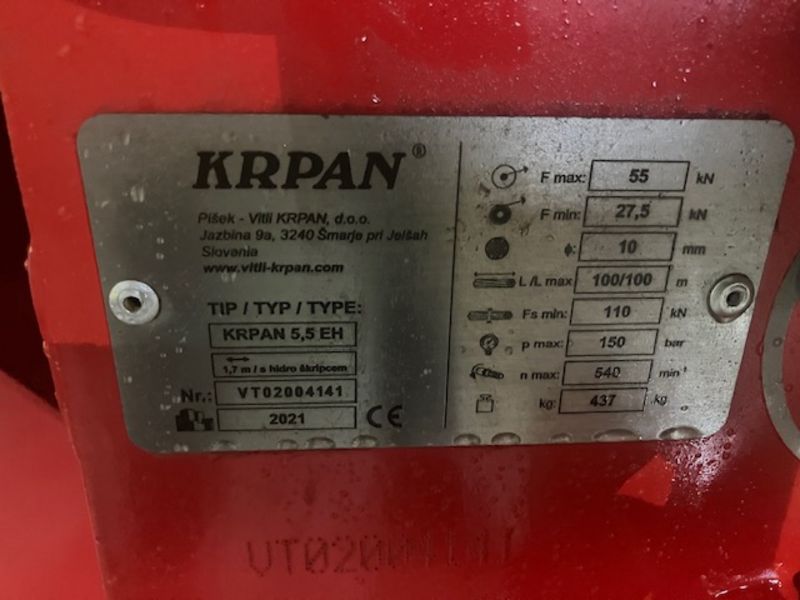 KRPAN®
Pišek - Vitli KRPAN, d.o.o.
Jazbina 9a, 3240 Šmarje pri Jelšah
Slovenia
www.vitli-krpan.com
TIP / TYP / TYPE:
KRPAN 5,5 EH
1,7 m / s hidro škripcem
Nr.: VT02004141
2021 CE
F max: 55 kN
F min: 27,5 kN
ϕ: 10 mm
L /L max 100/100 m
Fs min: 110 kN
p max: 150 bar
n max: 540 min⁻¹
kg: 437 kg
VT02004141